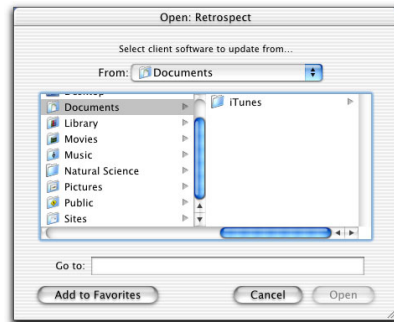 Open: Retrospect
Select client software to update from...
From: Documents
Desktop
Documents
iTunes
Library
Movies
Music
Natural Science
Pictures
Public
Sites
Go to:
Add to Favorites
Cancel
Open